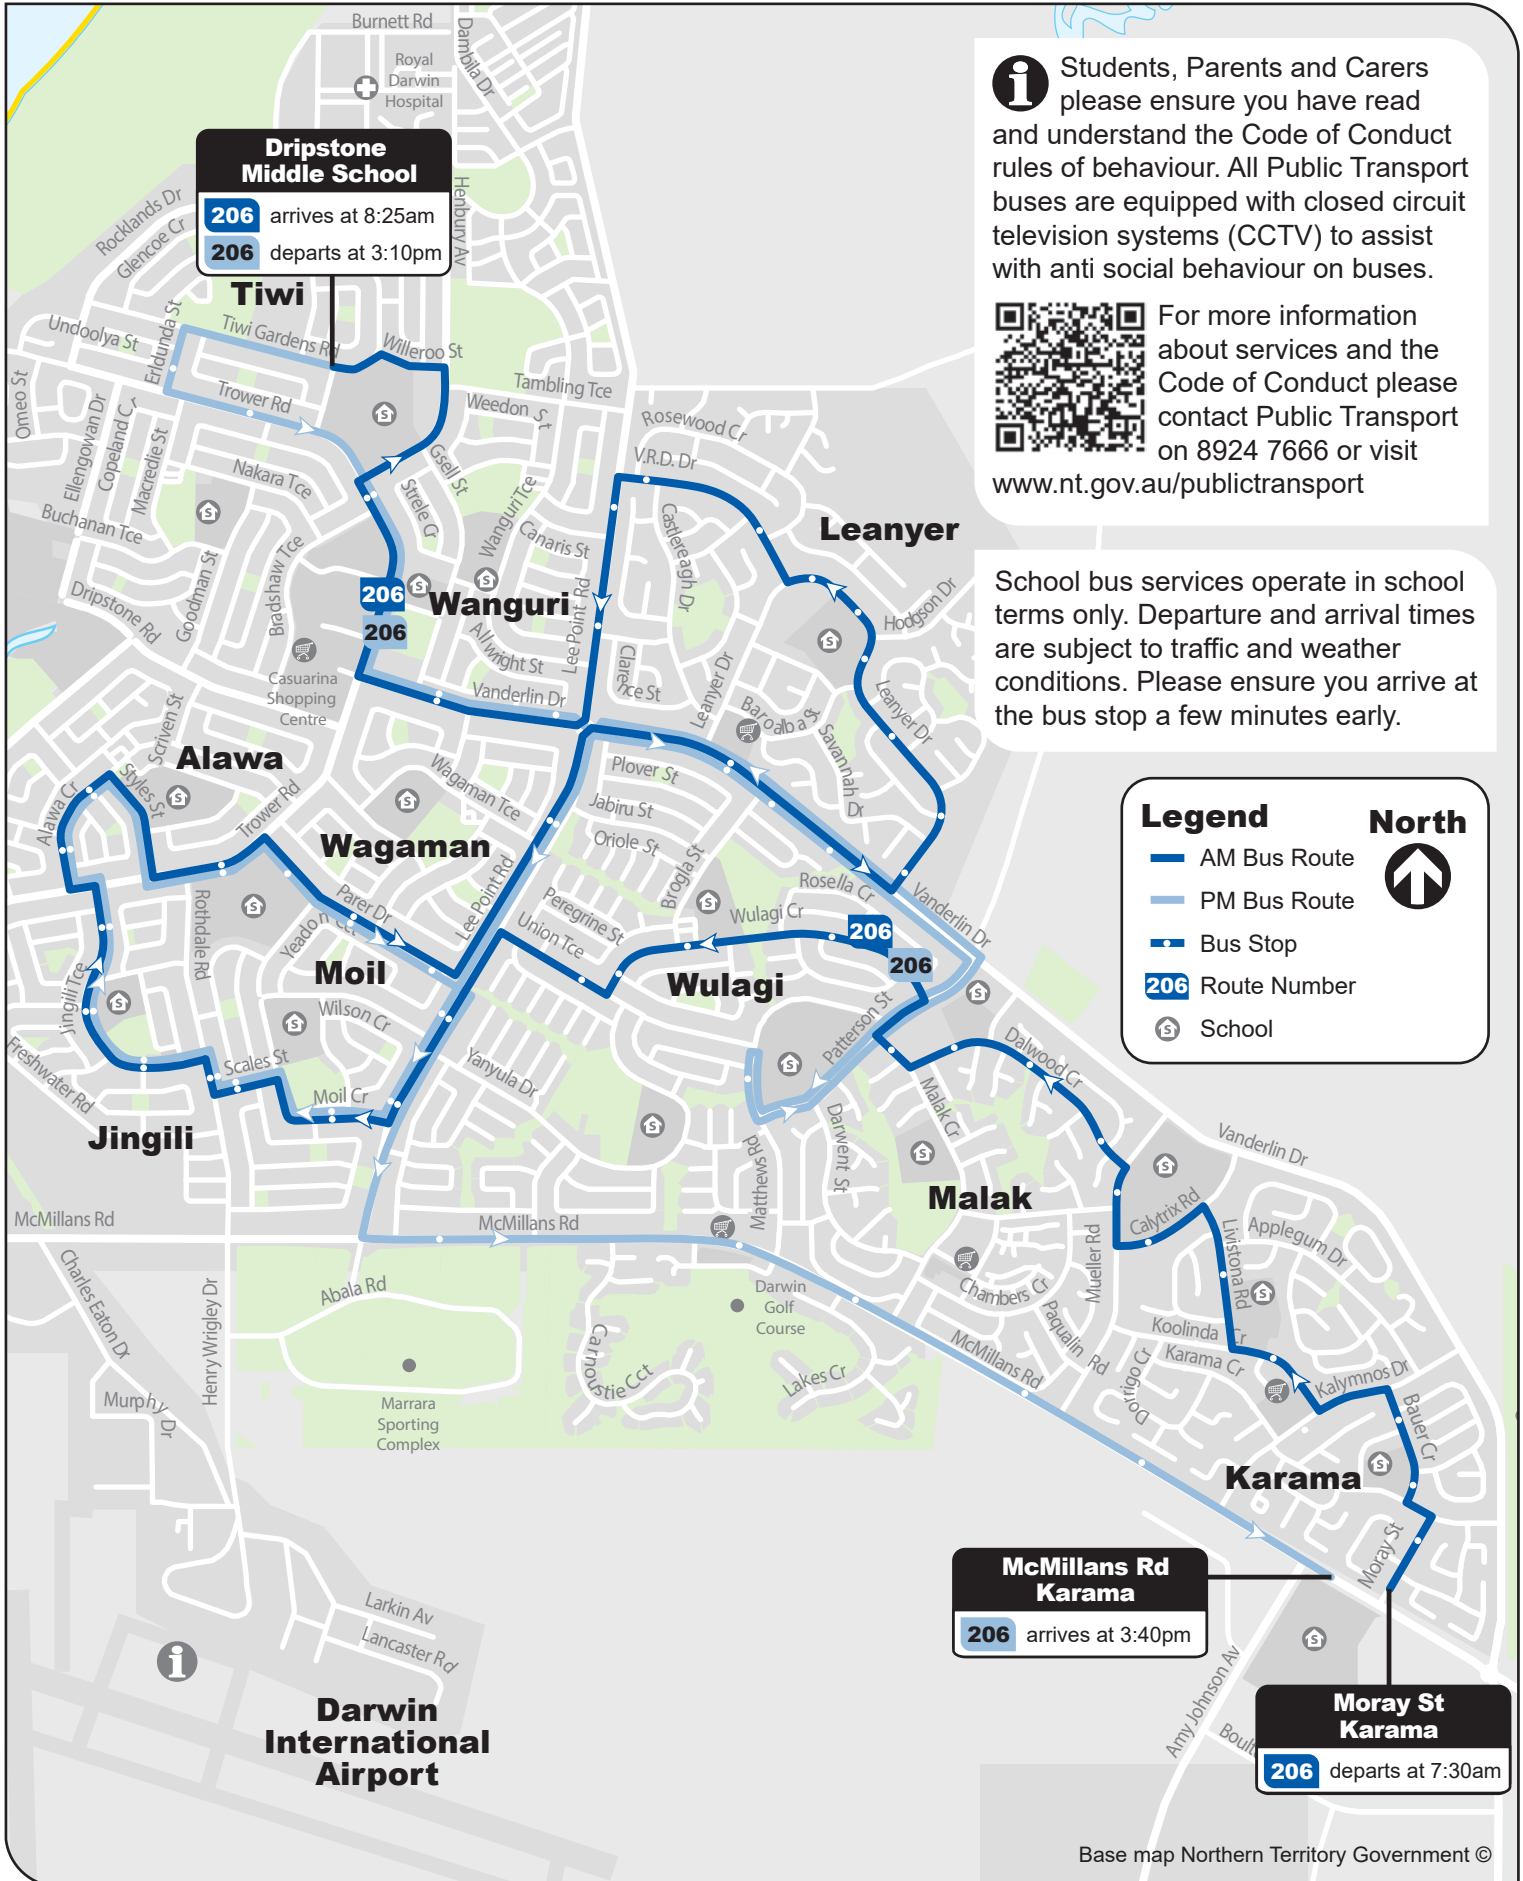 Burnett Rd
Dambila Dr
Royal
Darwin
Hospital
Dripstone
Middle School
206 arrives at 8:25am
206 departs at 3:10pm
Henbury Av
Rocklands Dr
Glencoe Cr
Tiwi
Undoolya St
Erldunda St
Tiwi Gardens Rd
Willeroo St
Omeo St
Trower Rd
Tambling Tce
Weedon St
Rosewood Cr
V.R.D. Dr
Ellengowan Dr
Copeland Cr
Macredie St
Nakara Tce
Gsell St
Strele Cr
Wanguri Tce
Canaris St
Castlereagh Dr
Leanyer
Buchanan Tce
Bradshaw Tce
Goodman St
Dripstone Rd
206
206
Wanguri
Lee Point Rd
Hodgson Dr
Allwright St
Clarence St
Casuarina
Shopping
Centre
Vanderlin Dr
Leanyer Dr
Baroalba St
Savannah Dr
Leanyer Dr
Scriven St
Alawa
Styles St
Alawa Cr
Trower Rd
Wagaman Tce
Plover St
Jabiru St
Oriole St
Wagaman
Brogla St
Rosella Cr
Vanderlin Dr
Parer Dr
Lee Point Rd
Peregrine St
Union Tce
Wulagi Cr
Rothdale Rd
Yeadon Cct
Moil
Wulagi
206
206
Jingili Tce
Wilson Cr
Patterson St
Dalwood Cr
Freshwater Rd
Scales St
Moil Cr
Yanyula Dr
Malak Cr
Jingili
Darwent St
Matthews Rd
Malak
Vanderlin Dr
Calytrix Rd
Applegum Dr
McMillans Rd
McMillans Rd
Mueller Rd
Livistona Rd
Charles Eaton Dr
Henry Wrigley Dr
Abala Rd
Darwin
Golf
Course
Chambers Cr
Paqualin Rd
Koolinda Cr
Karama Cr
Carnoustie Cct
Lakes Cr
McMillans Rd
Dorrigo Cr
Kalymnos Dr
Bauer Cr
Murphy Dr
Marrara
Sporting
Complex
Karama
Moray St
McMillans Rd
Karama
206 arrives at 3:40pm
Larkin Av
Lancaster Rd
Darwin
International
Airport
Amy Johnson Av
Moray St
Karama
206 departs at 7:30am
Students, Parents and Carers
please ensure you have read
and understand the Code of Conduct
rules of behaviour. All Public Transport
buses are equipped with closed circuit
television systems (CCTV) to assist
with anti social behaviour on buses.
For more information
about services and the
Code of Conduct please
contact Public Transport
on 8924 7666 or visit
www.nt.gov.au/publictransport
School bus services operate in school
terms only. Departure and arrival times
are subject to traffic and weather
conditions. Please ensure you arrive at
the bus stop a few minutes early.
Legend
North
AM Bus Route
PM Bus Route
Bus Stop
206 Route Number
School
Base map Northern Territory Government ©